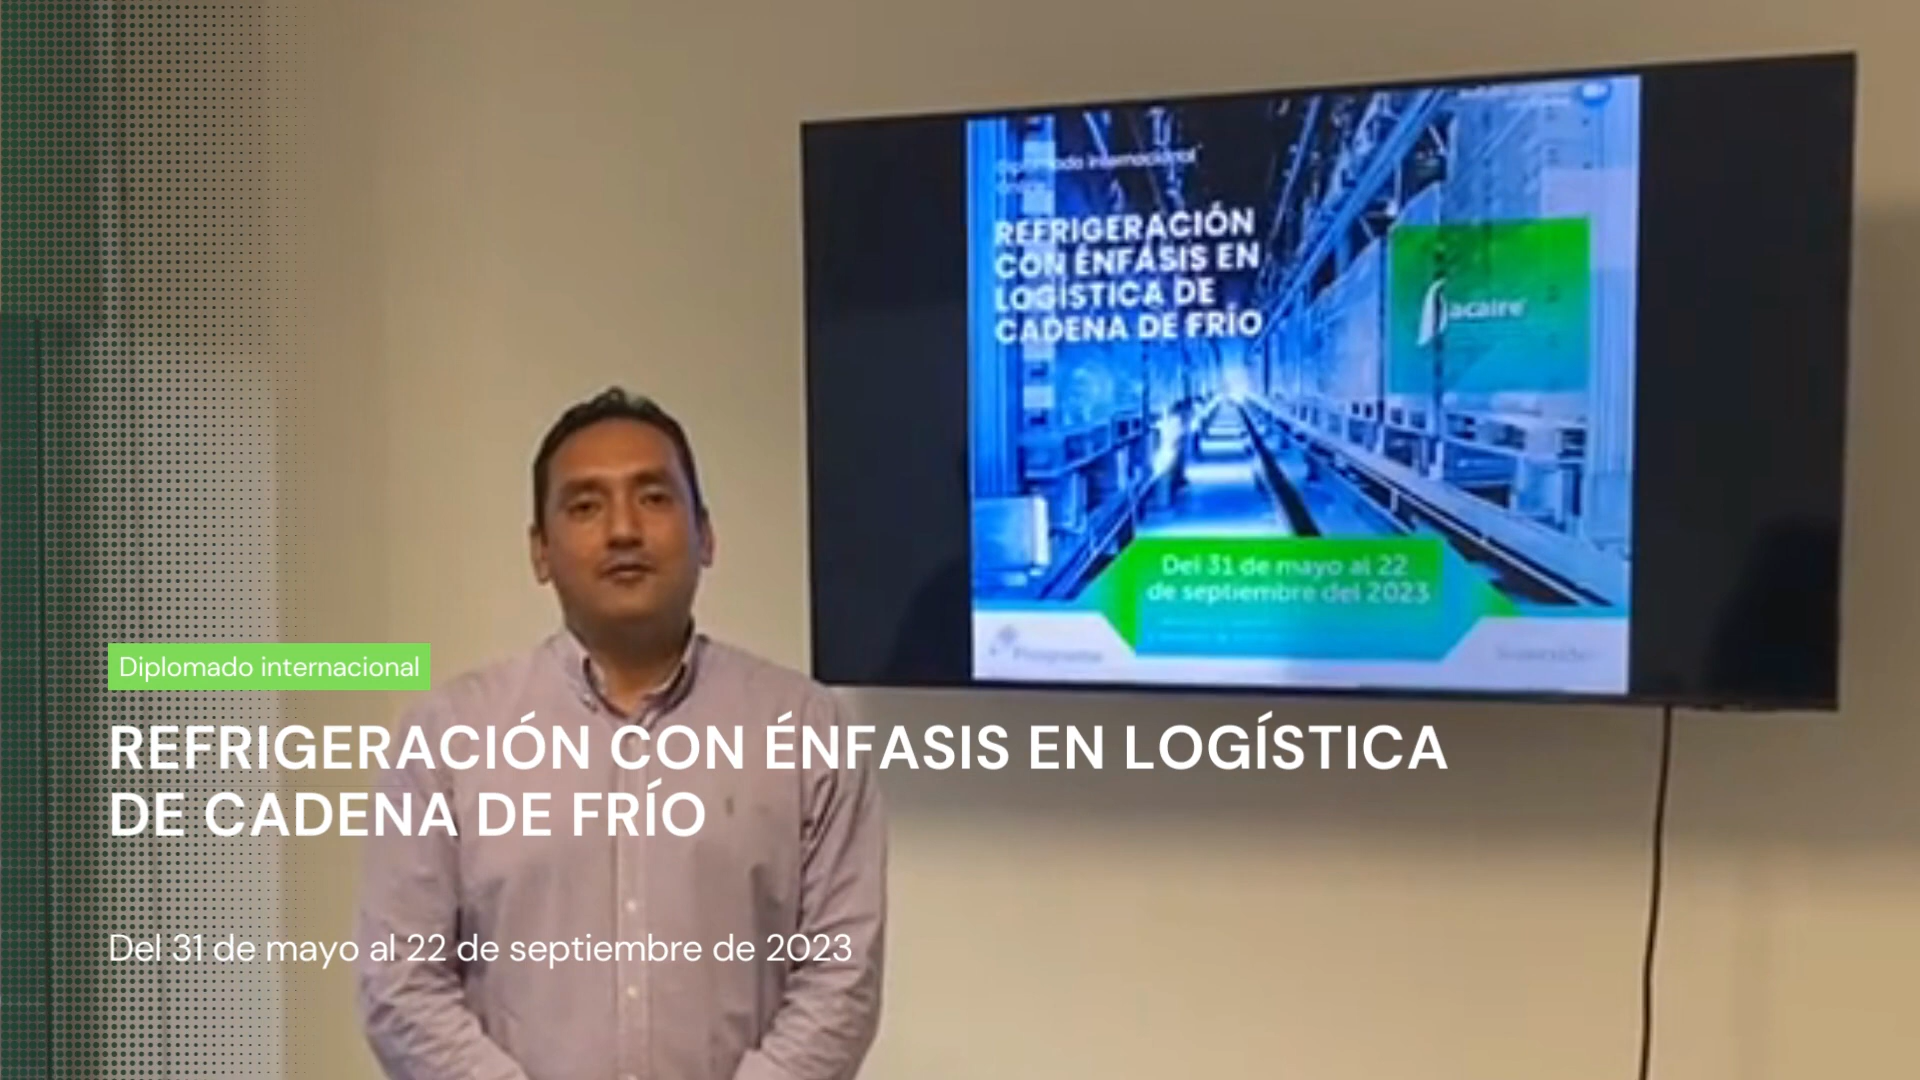 Diplomado internacional
REFRIGERACIÓN
CON ÉNFASIS EN
LOGÍSTICA DE
CADENA DE FRÍO
acaire
Del 31 de mayo al 22
de septiembre del 2023
Diplomado internacional
REFRIGERACIÓN CON ÉNFASIS EN LOGÍSTICA
DE CADENA DE FRÍO
Del 31 de mayo al 22 de septiembre de 2023